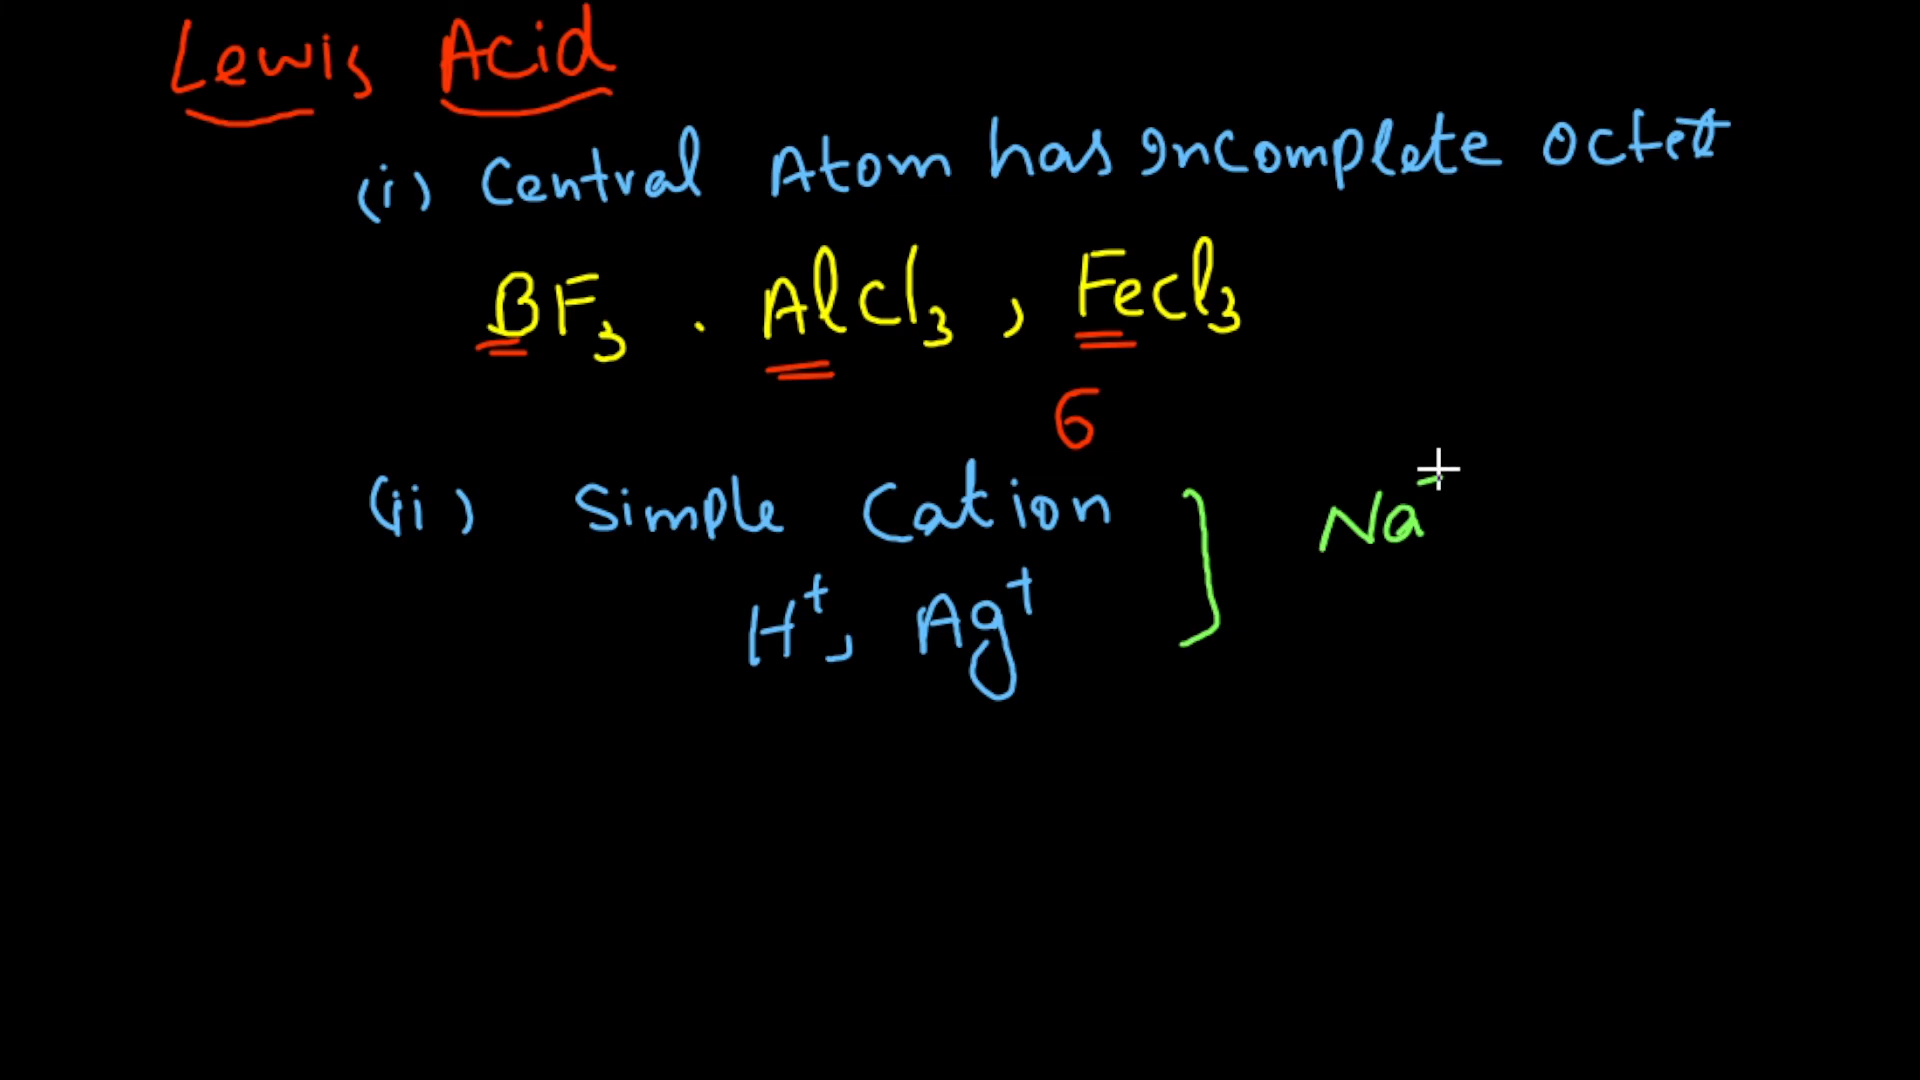 Lewis Acid
(i) Central Atom has Incomplete octet
BF₃ . AlCl₃ , FeCl₃
6
(ii) Simple Cation ] Na⁺
H⁺, Ag⁺